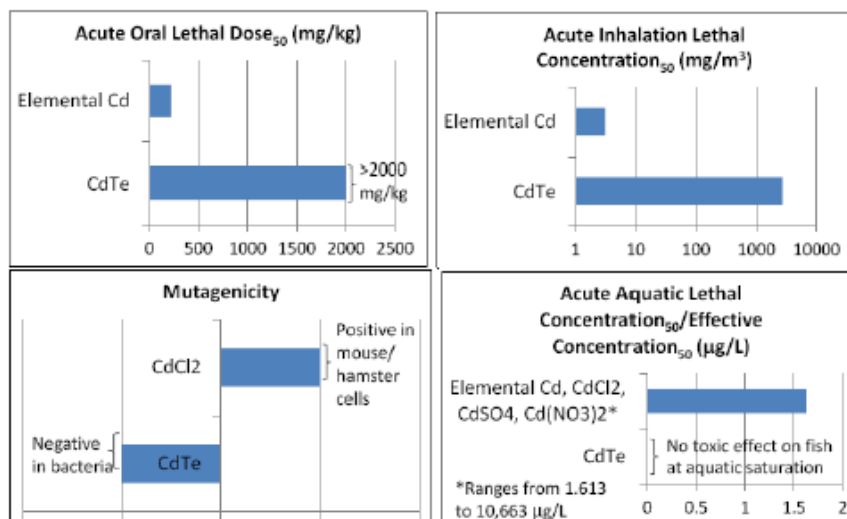 Acute Oral Lethal Dose50 (mg/kg)
Elemental Cd
CdTe
>2000
mg/kg
0 500 1000 1500 2000 2500
Acute Inhalation Lethal
Concentration50 (mg/m³)
Elemental Cd
CdTe
1 10 100 1000 10000
Mutagenicity
CdCl2
Positive in
mouse/
hamster
cells
Negative
in bacteria
CdTe
Acute Aquatic Lethal
Concentration50/Effective
Concentration50 (µg/L)
Elemental Cd, CdCl2,
CdSO4, Cd(NO3)2*
CdTe
No toxic effect on fish
at aquatic saturation
*Ranges from 1.613
to 10,663 µg/L
0 0.5 1 1.5 2